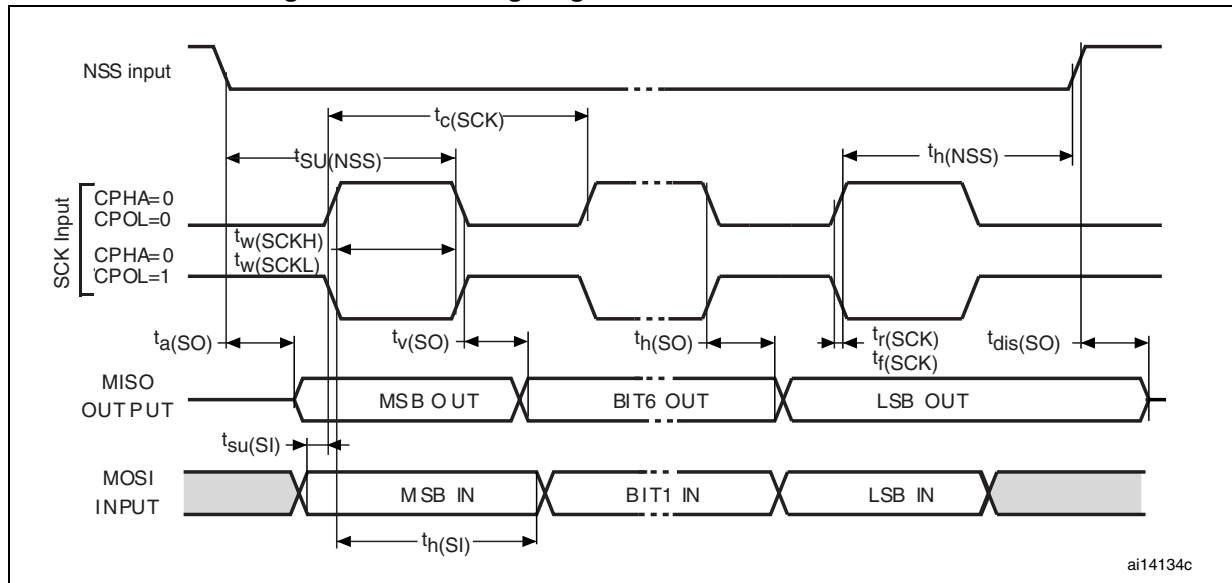 NSS input
tc(SCK)
tSU(NSS)
th(NSS)
SCK Input
CPHA=0
CPOL=0
tw(SCKH)
CPHA=0
tw(SCKL)
CPOL=1
ta(SO)
tv(SO)
th(SO)
tr(SCK)
tf(SCK)
tdis(SO)
MISO
OUTPUT
MSB OUT
BIT6 OUT
LSB OUT
tsu(SI)
MOSI
INPUT
MSB IN
BIT1 IN
LSB IN
th(SI)
ai14134c